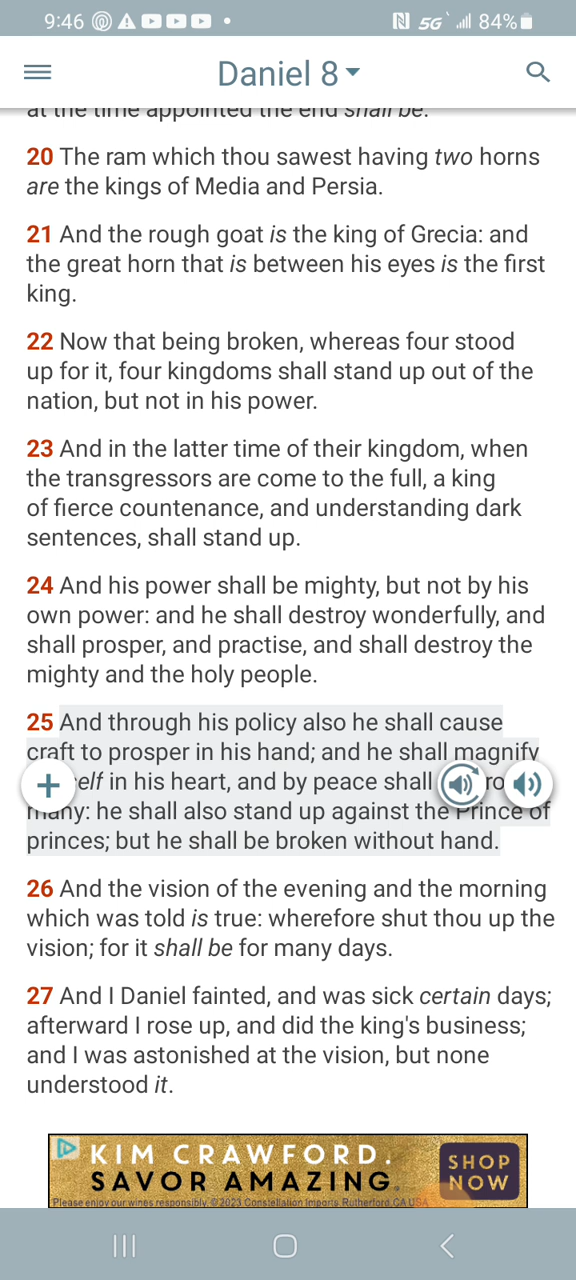 9:46 5G 84%
Daniel 8
at the time appointed the end shall be.
20 The ram which thou sawest having two horns
are the kings of Media and Persia.
21 And the rough goat is the king of Grecia: and
the great horn that is between his eyes is the first
king.
22 Now that being broken, whereas four stood
up for it, four kingdoms shall stand up out of the
nation, but not in his power.
23 And in the latter time of their kingdom, when
the transgressors are come to the full, a king
of fierce countenance, and understanding dark
sentences, shall stand up.
24 And his power shall be mighty, but not by his
own power: and he shall destroy wonderfully, and
shall prosper, and practise, and shall destroy the
mighty and the holy people.
25 And through his policy also he shall cause
craft to prosper in his hand; and he shall magnify
elf in his heart, and by peace shall ro
many: he shall also stand up against the Prince of
princes; but he shall be broken without hand.
26 And the vision of the evening and the morning
which was told is true: wherefore shut thou up the
vision; for it shall be for many days.
27 And I Daniel fainted, and was sick certain days;
afterward I rose up, and did the king's business;
and I was astonished at the vision, but none
understood it.
KIM CRAWFORD.
SAVOR AMAZING.
SHOP
NOW
Please enjoy our wines responsibly. © 2023 Constellation Imports, Rutherford, CA USA